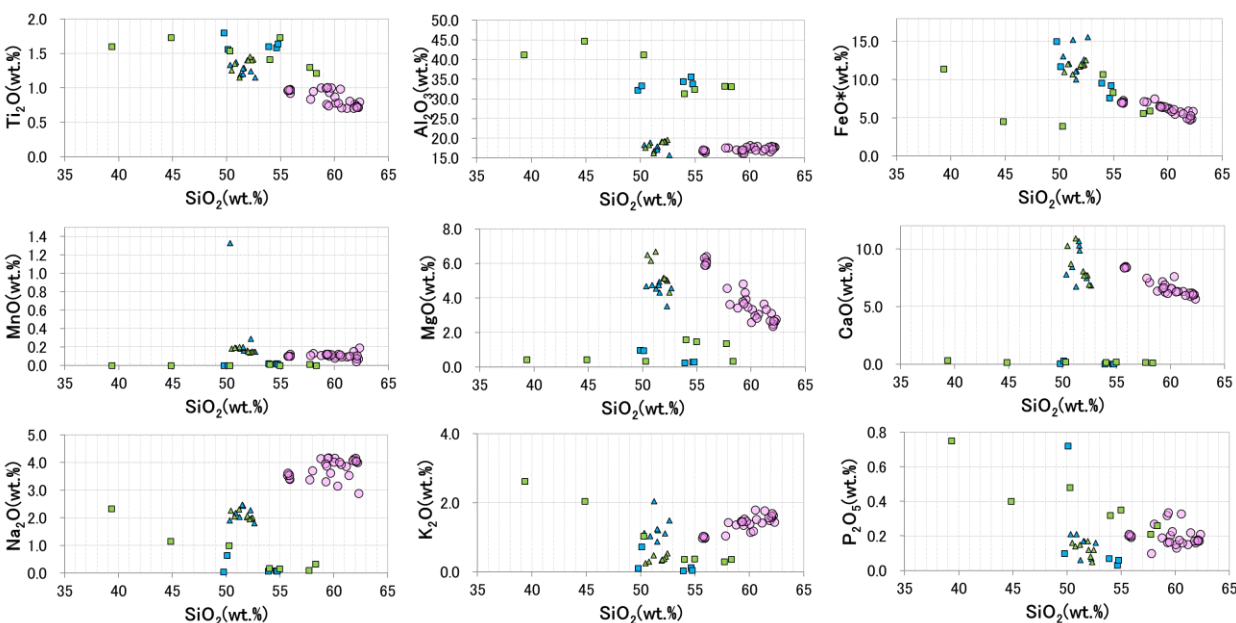 Ti₂O(wt.%)
2.0
1.5
1.0
0.5
0.0
35 40 45 50 55 60 65
SiO₂(wt.%)
Al₂O₃(wt.%)
50.0
45.0
40.0
35.0
30.0
25.0
20.0
15.0
35 40 45 50 55 60 65
SiO₂(wt.%)
FeO*(wt.%)
15.0
10.0
5.0
0.0
35 40 45 50 55 60 65
SiO₂(wt.%)
MnO(wt.%)
1.4
1.2
1.0
0.8
0.6
0.4
0.2
0.0
35 40 45 50 55 60 65
SiO₂(wt.%)
MgO(wt.%)
8.0
6.0
4.0
2.0
0.0
35 40 45 50 55 60 65
SiO₂(wt.%)
CaO(wt.%)
10.0
5.0
0.0
35 40 45 50 55 60 65
SiO₂(wt.%)
Na₂O(wt.%)
5.0
4.0
3.0
2.0
1.0
0.0
35 40 45 50 55 60 65
SiO₂(wt.%)
K₂O(wt.%)
4.0
2.0
0.0
35 40 45 50 55 60 65
SiO₂(wt.%)
P₂O₅(wt.%)
0.8
0.6
0.4
0.2
0.0
35 40 45 50 55 60 65
SiO₂(wt.%)